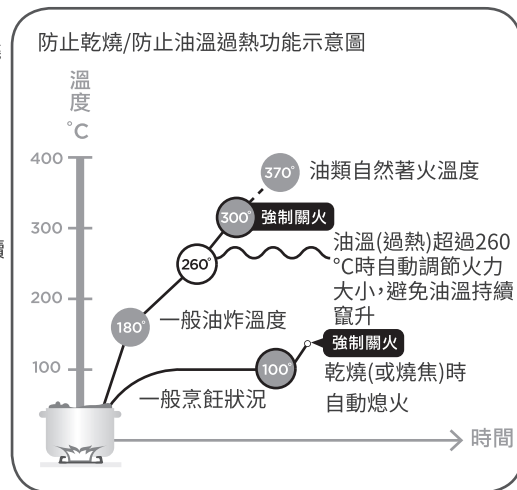 防止乾燒/防止油溫過熱功能示意圖
溫
度
°C
400
370°
油類自然著火溫度
300
300°
強制關火
260°
油溫(過熱)超過260
°C時自動調節火力
大小,避免油溫持續
竄升
200
180°
一般油炸溫度
強制關火
100
100°
乾燒(或燒焦)時
自動熄火
一般烹飪狀況
時間